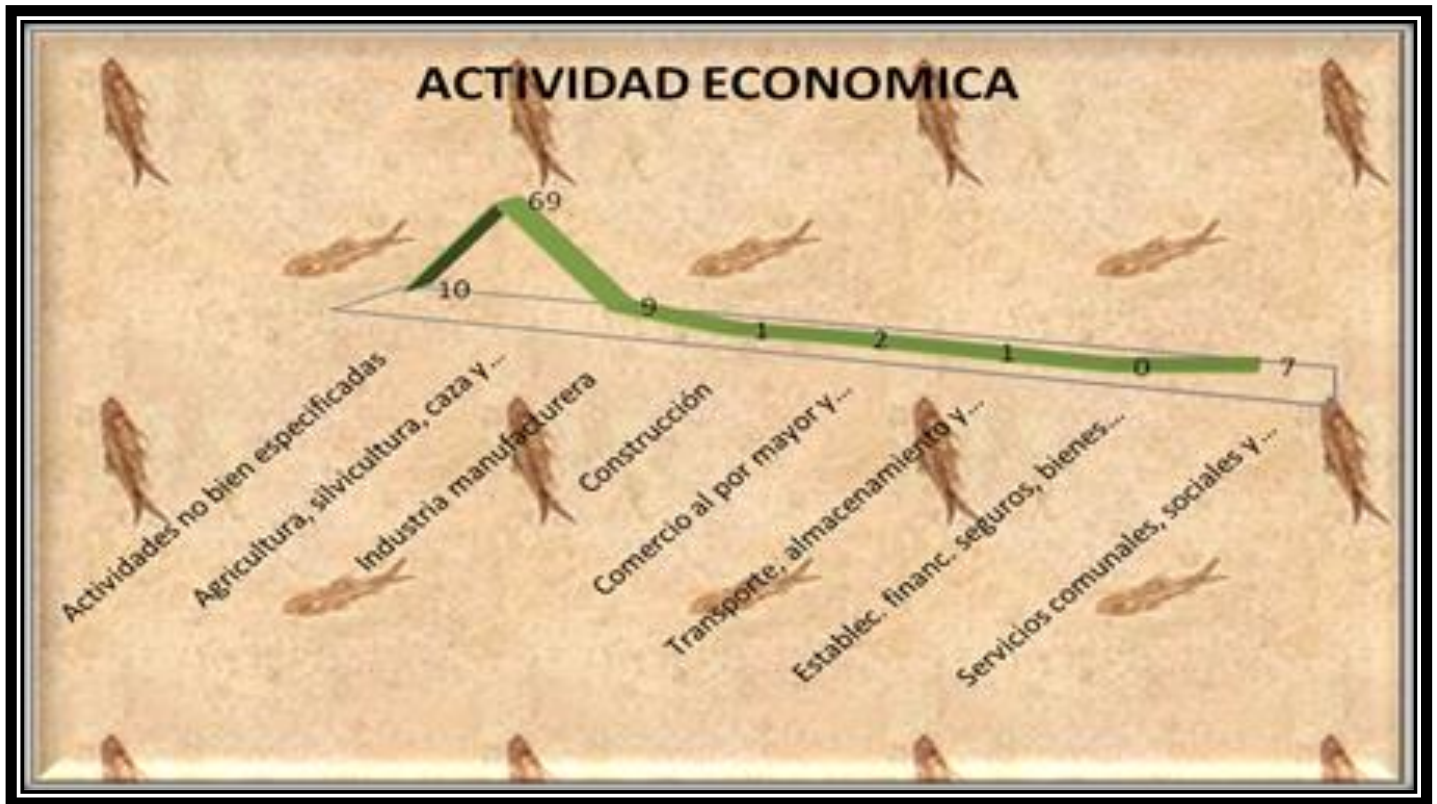 ACTIVIDAD ECONOMICA
69
10
9
1
2
1
0
7
Actividades no bien especificadas
Agricultura, silvicultura, caza y...
Industria manufacturera
Construcción
Comercio al por mayor y...
Transporte, almacenamiento y...
Establec. financ. seguros, bienes...
Servicios comunales, sociales y...